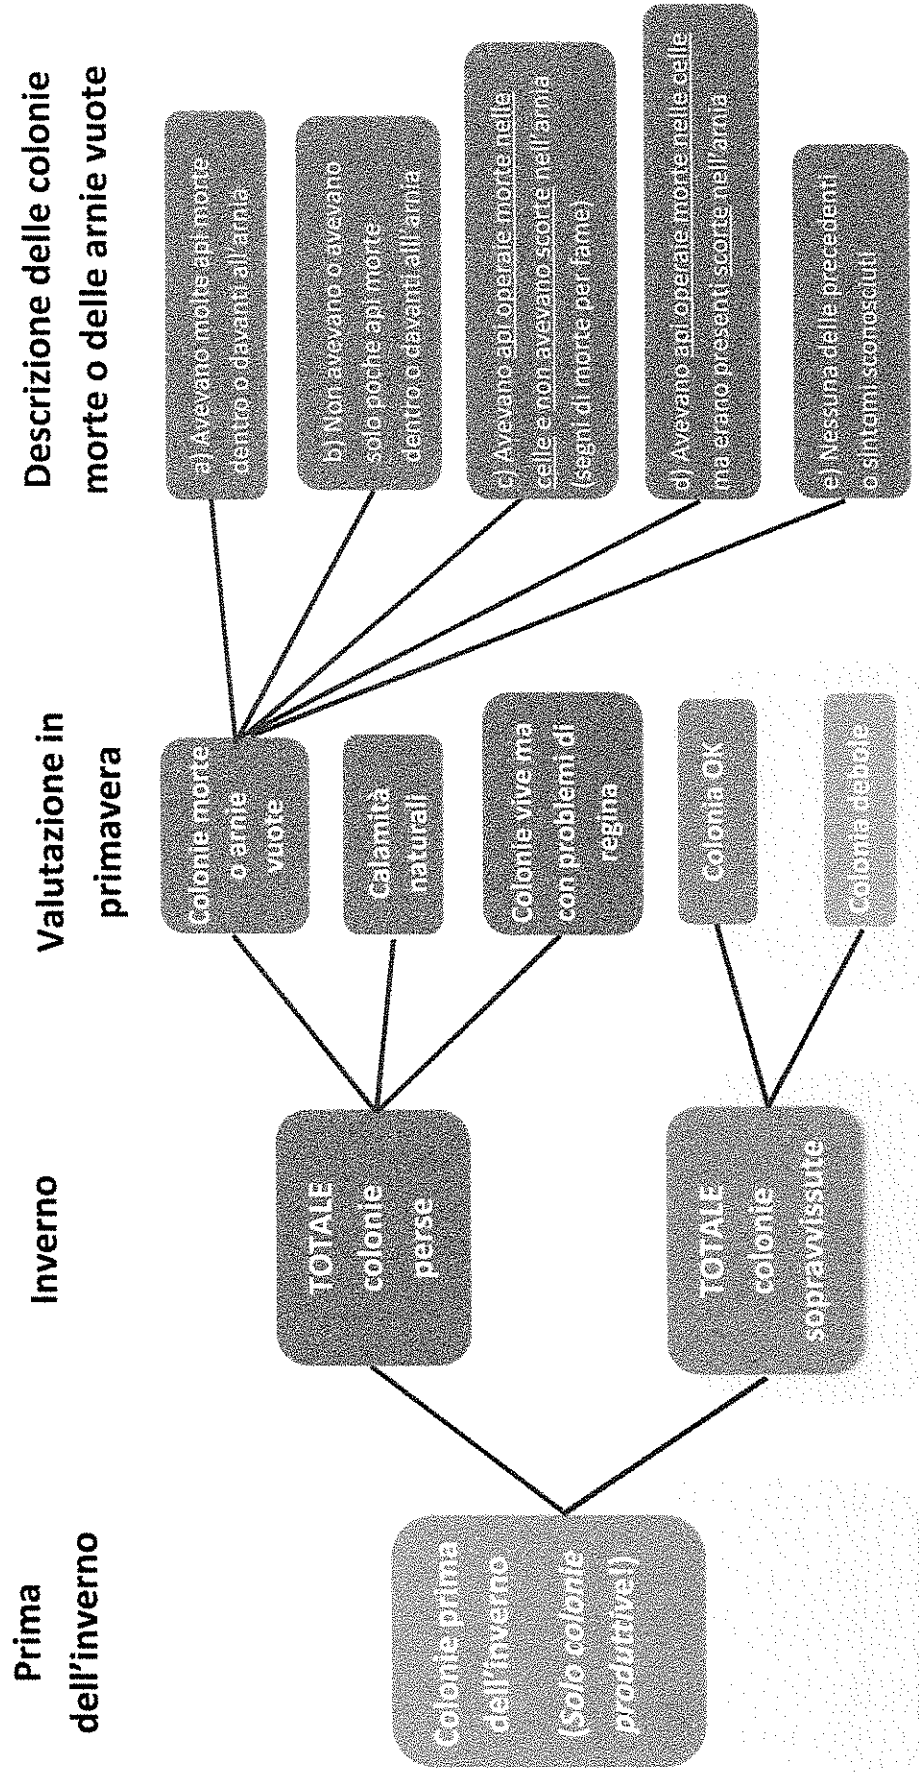 Prima
dell’inverno
Inverno
Valutazione in
primavera
Descrizione delle colonie
morte o delle arnie vuote
Colonie prima
dell’inverno
(Solo colonie
produttive!)
TOTALE
colonie
perse
TOTALE
colonie
sopravvissute
Colonie morte
o arnie
vuote
Calamità
naturali
Colonie vive ma
con problemi di
regina
Colonia OK
Colonia debole
a) Avevano molte api morte
dentro o davanti all’arnia
b) Non avevano o avevano
solo poche api morte
dentro o davanti all’arnia
c) Avevano api operaie morte nelle
celle e non avevano scorte nell’arnia
(segni di morte per fame)
d) Avevano api operaie morte nelle celle
ma erano presenti scorte nell’arnia
e) Nessuna delle precedenti
o sintomi sconosciuti